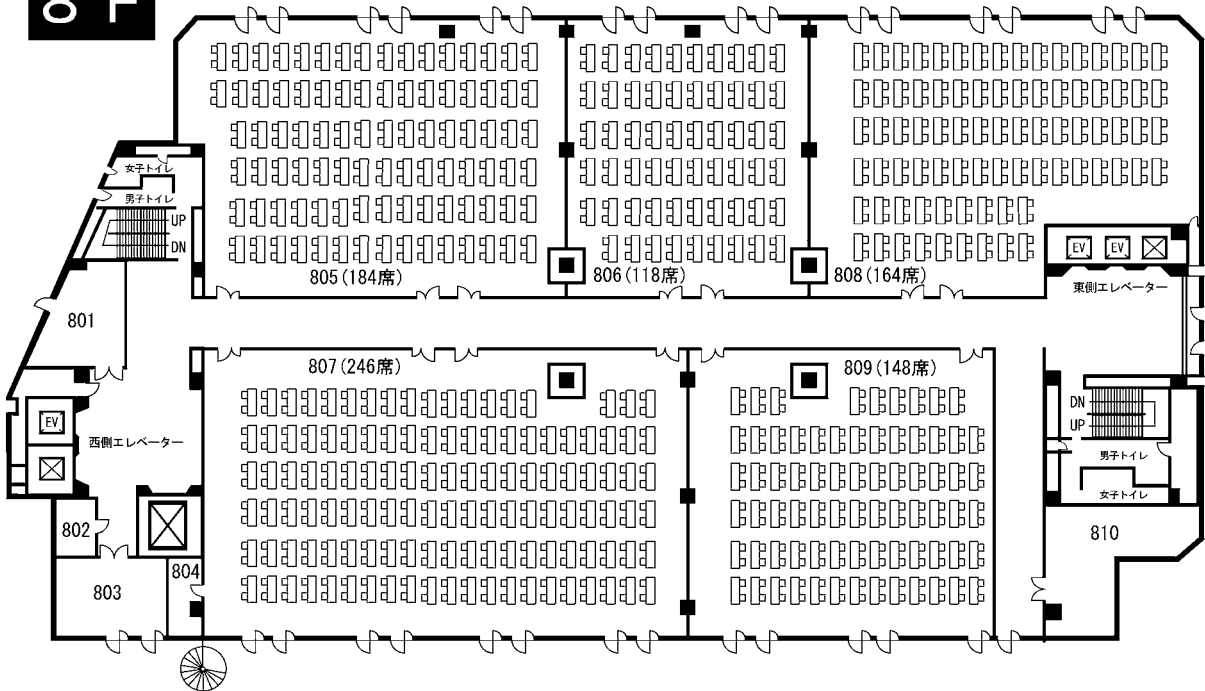 8F
女子トイレ
男子トイレ
UP
DN
805(184席)
806(118席)
808(164席)
EV
EV
東側エレベーター
801
807(246席)
809(148席)
DN
UP
EV
西側エレベーター
男子トイレ
女子トイレ
802
810
804
803